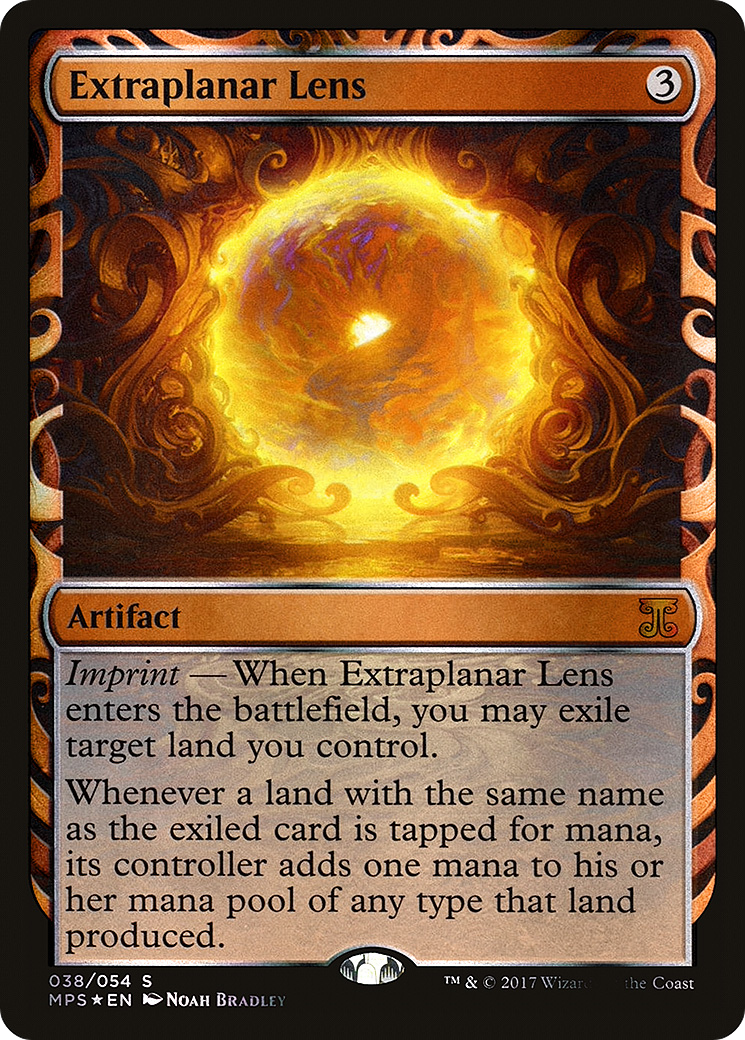 Extraplanar Lens 3
Artifact
Imprint — When Extraplanar Lens
enters the battlefield, you may exile
target land you control.
Whenever a land with the same name
as the exiled card is tapped for mana,
its controller adds one mana to his or
her mana pool of any type that land
produced.
038/054 S
MPS★EN Noah Bradley
™ & © 2017 Wizar the Coast